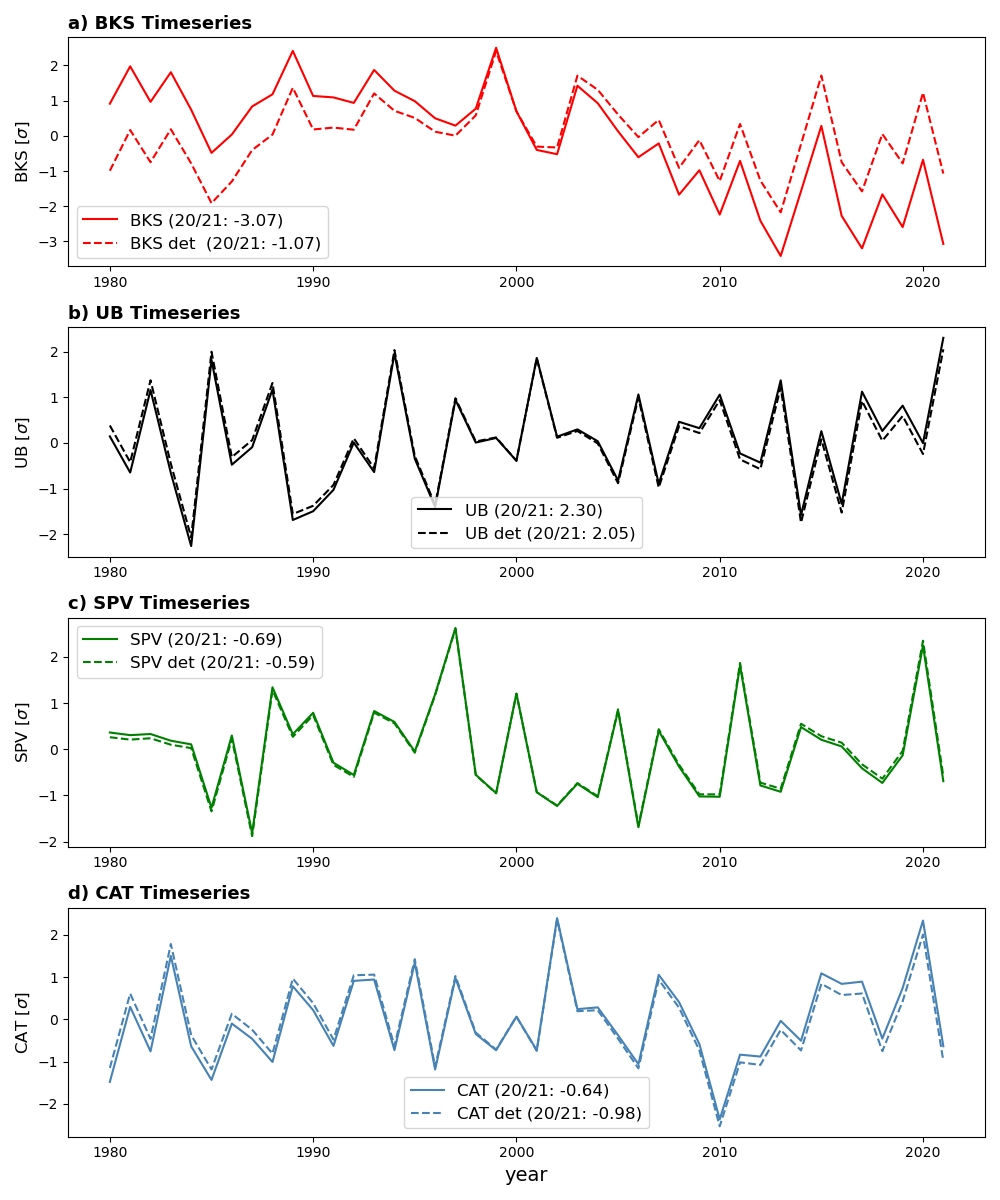 a) BKS Timeseries
BKS [σ]
2
1
0
−1
−2
−3
BKS (20/21: -3.07)
BKS det  (20/21: -1.07)
1980 1990 2000 2010 2020
b) UB Timeseries
UB [σ]
2
1
0
−1
−2
UB (20/21: 2.30)
UB det (20/21: 2.05)
1980 1990 2000 2010 2020
c) SPV Timeseries
SPV [σ]
2
1
0
−1
−2
SPV (20/21: -0.69)
SPV det (20/21: -0.59)
1980 1990 2000 2010 2020
d) CAT Timeseries
CAT [σ]
2
1
0
−1
−2
CAT (20/21: -0.64)
CAT det (20/21: -0.98)
1980 1990 2000 2010 2020
year